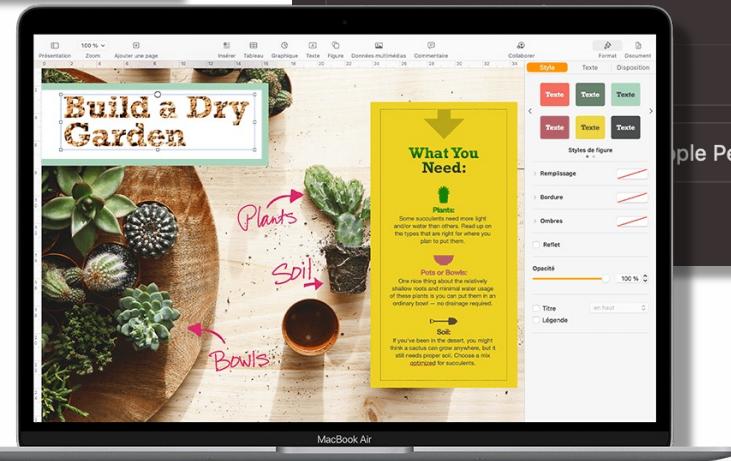 100 %
Présentation Zoom Ajouter une page Insérer Tableau Graphique Texte Figure Données multimédias Commentaire Collaborer Format Document
Style Texte Disposition
Texte Texte Texte
Texte Texte Texte
Styles de figure
Remplissage
Bordure
Ombres
Reflet
Opacité
100 %
Titre en haut
Légende
Build a Dry
Garden
Plants
Soil
Bowls
What You
Need:
Plants:
Some succulents need more light
and/or water than others. Read up on
the types that are right for where you
plan to put them.
Pots or Bowls:
One nice thing about the relatively
shallow roots and minimal water usage
of these plants is you can put them in an
ordinary bowl — no drainage required.
Soil:
If you've been in the desert, you might
think a cactus can grow anywhere, but it
still needs proper soil. Choose a mix
optimized for succulents.
MacBook Air